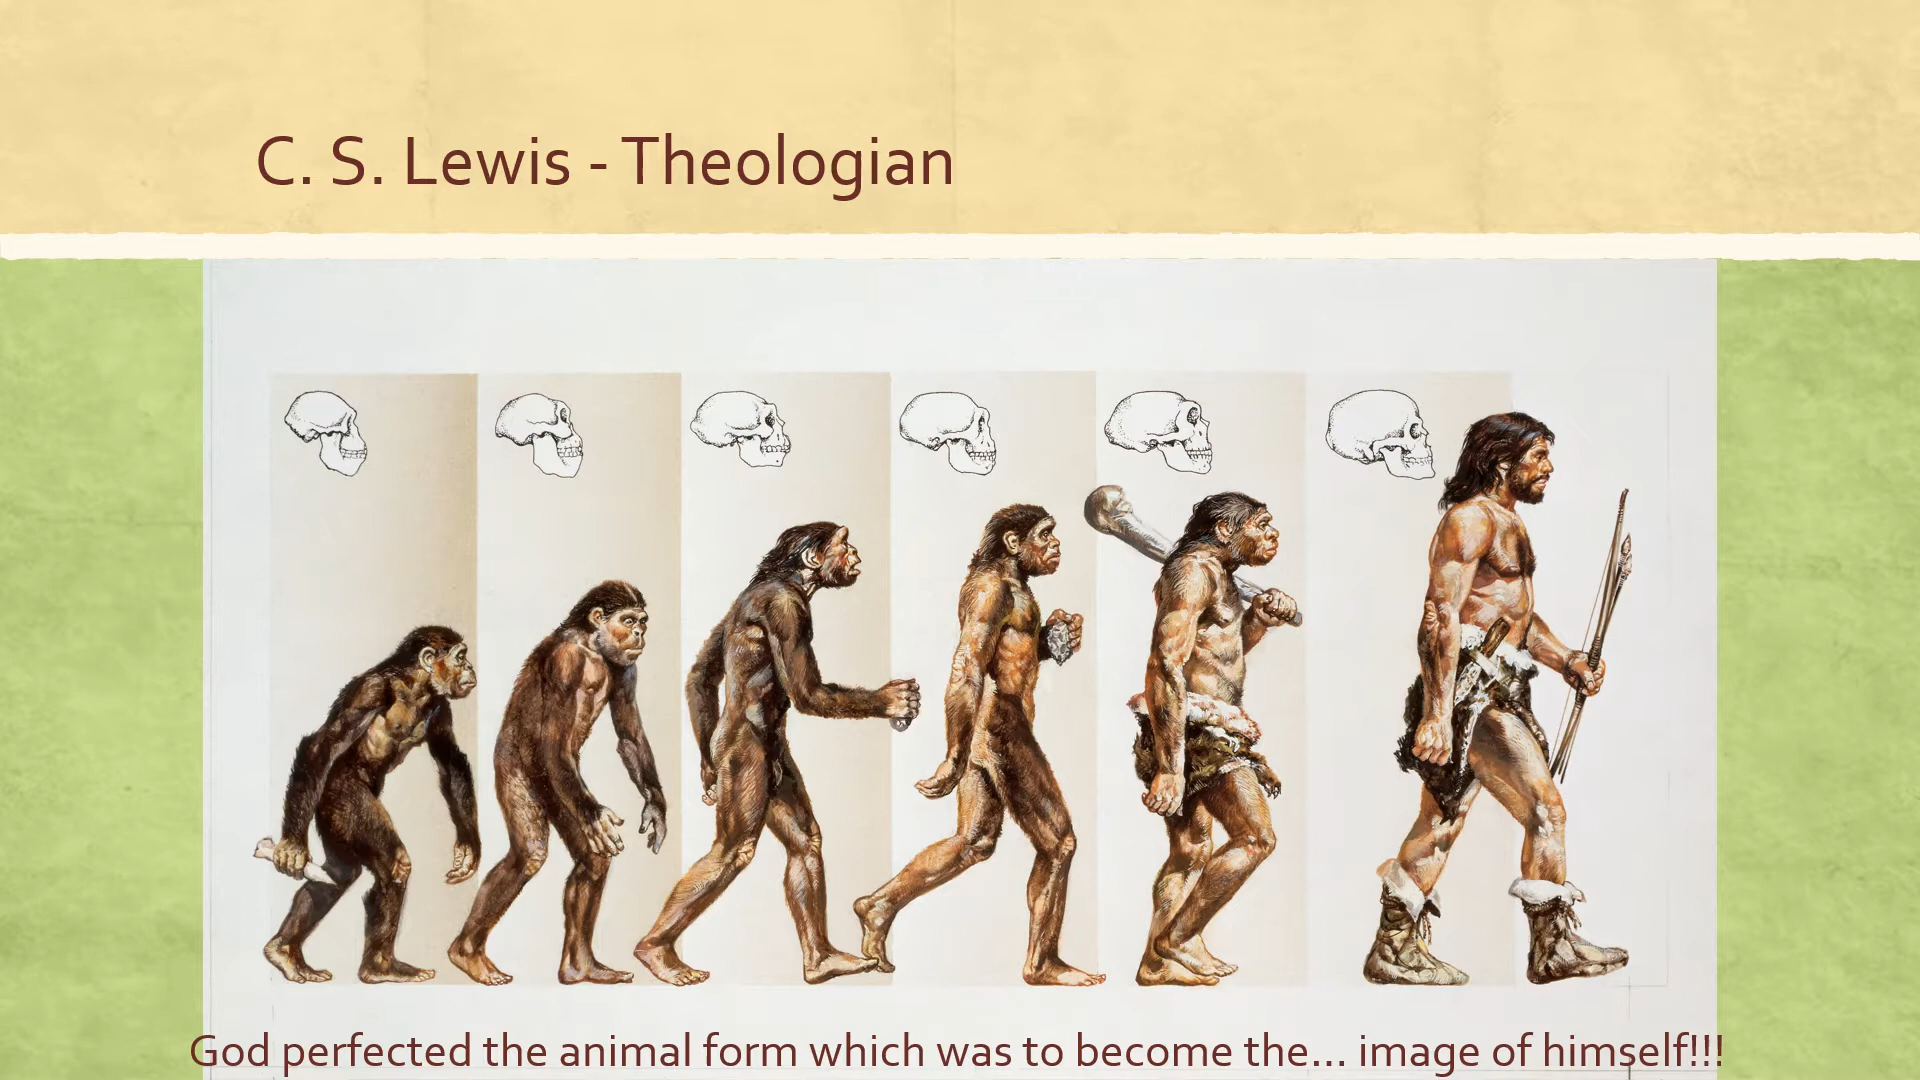 C. S. Lewis - Theologian
God perfected the animal form which was to become the... image of himself!!!